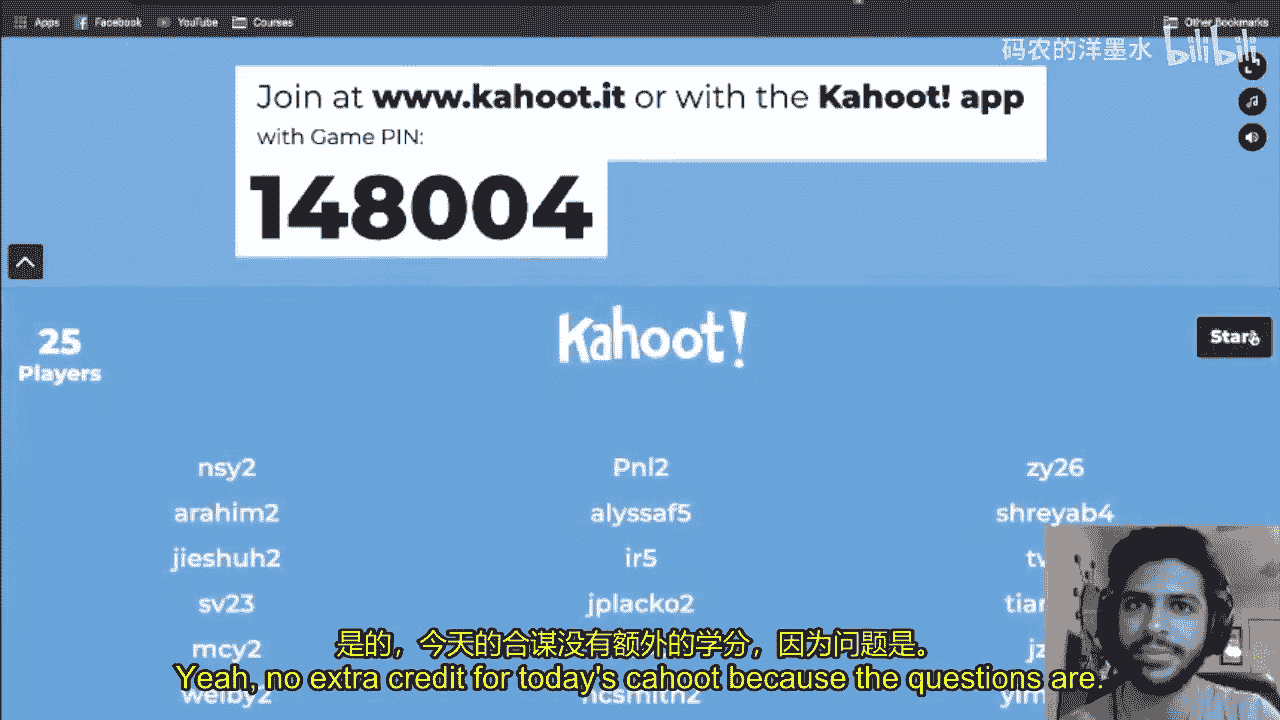 Apps Facebook YouTube Courses Other Bookmarks
码农的洋墨水 bilibili
Join at www.kahoot.it or with the Kahoot! app
with Game PIN:
148004
25
Players
Kahoot!
Start
nsy2 Pnl2 zy26
arahim2 alyssaf5 shreyab4
jieshuh2 ir5
sv23 jplacko2
mcy2
是的，今天的合谋没有额外的学分，因为问题是。
Yeah, no extra credit for today's cahoot because the questions are.
welby2 ncsmith2